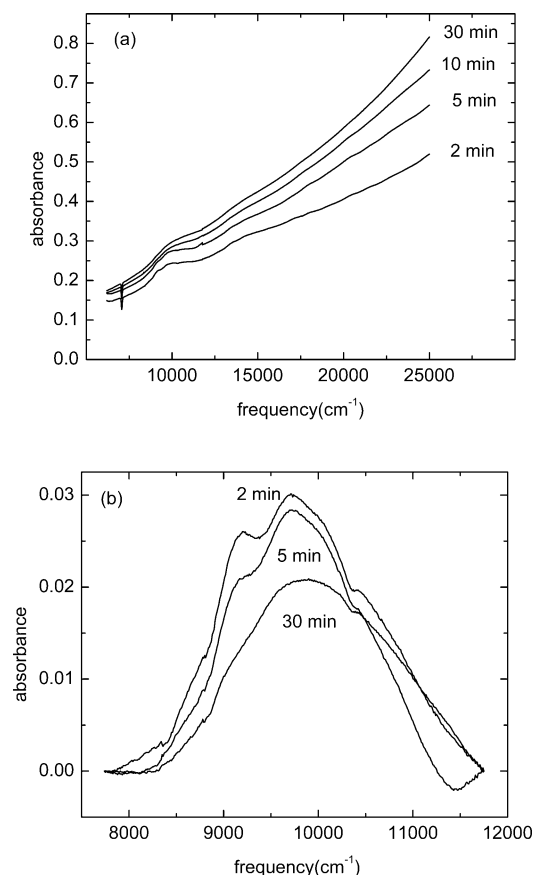 (a)
30 min
10 min
5 min
2 min
0.8
0.7
0.6
0.5
0.4
0.3
0.2
0.1
0.0
absorbance
10000 15000 20000 25000
frequency(cm⁻¹)
(b)
2 min
5 min
30 min
0.03
0.02
0.01
0.00
absorbance
8000 9000 10000 11000 12000
frequency(cm⁻¹)